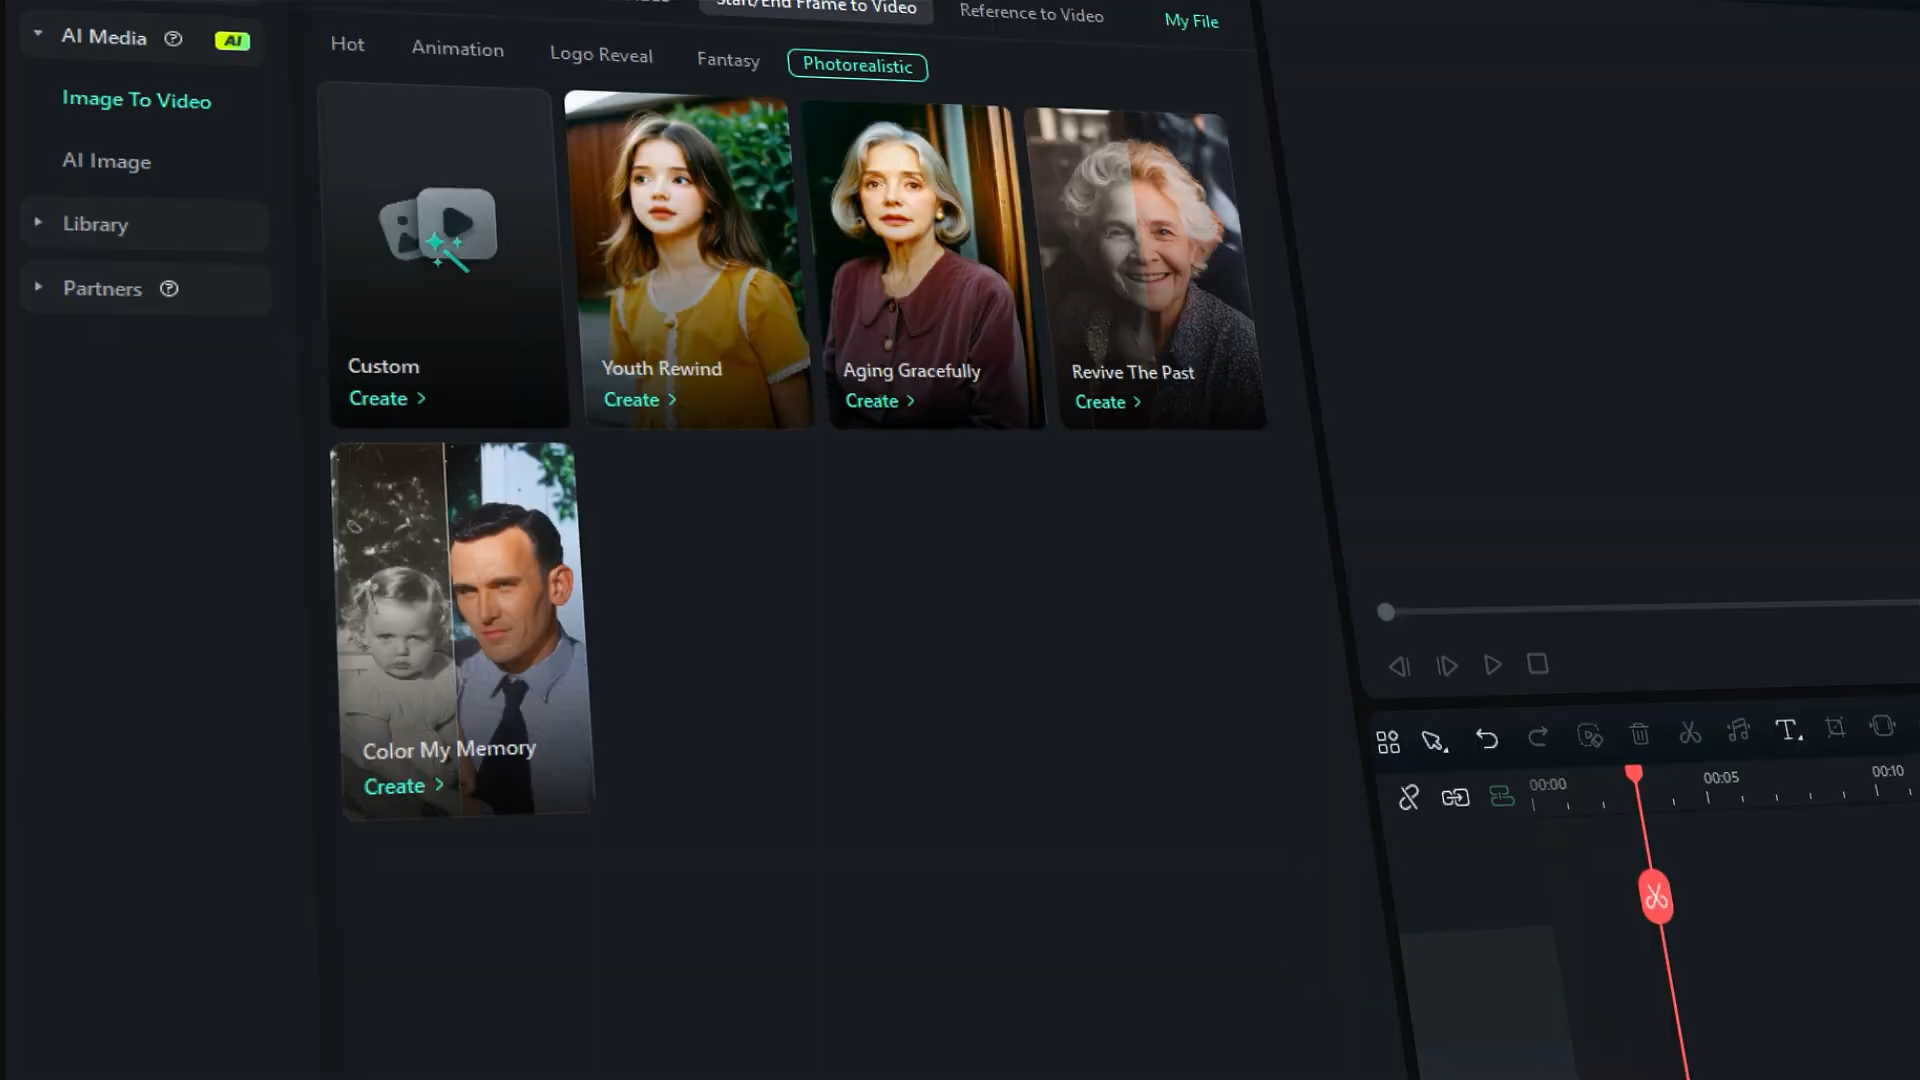 AI Media
AI
Image To Video
AI Image
Library
Partners
Start/End Frame to Video
Reference to Video
My File
Hot
Animation
Logo Reveal
Fantasy
Photorealistic
Custom
Create >
Youth Rewind
Create >
Aging Gracefully
Create >
Revive The Past
Create >
Color My Memory
Create >
00:00
00:05
00:10